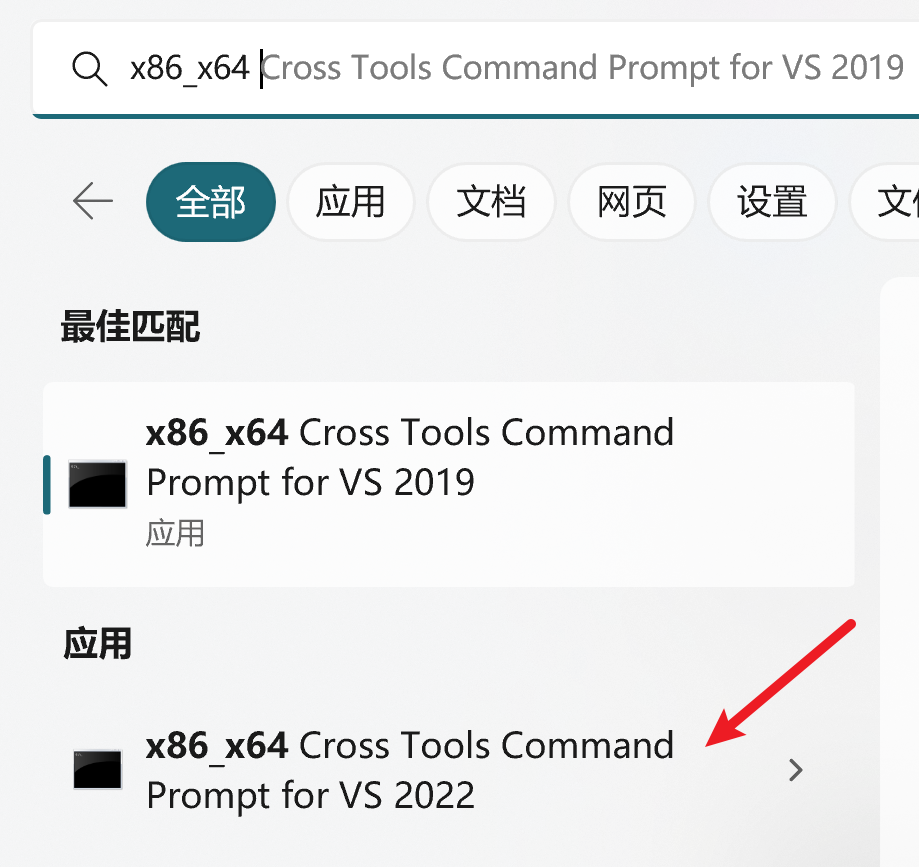 x86_x64 Cross Tools Command Prompt for VS 2019
全部 应用 文档 网页 设置
最佳匹配
x86_x64 Cross Tools Command
Prompt for VS 2019
应用
应用
x86_x64 Cross Tools Command
Prompt for VS 2022